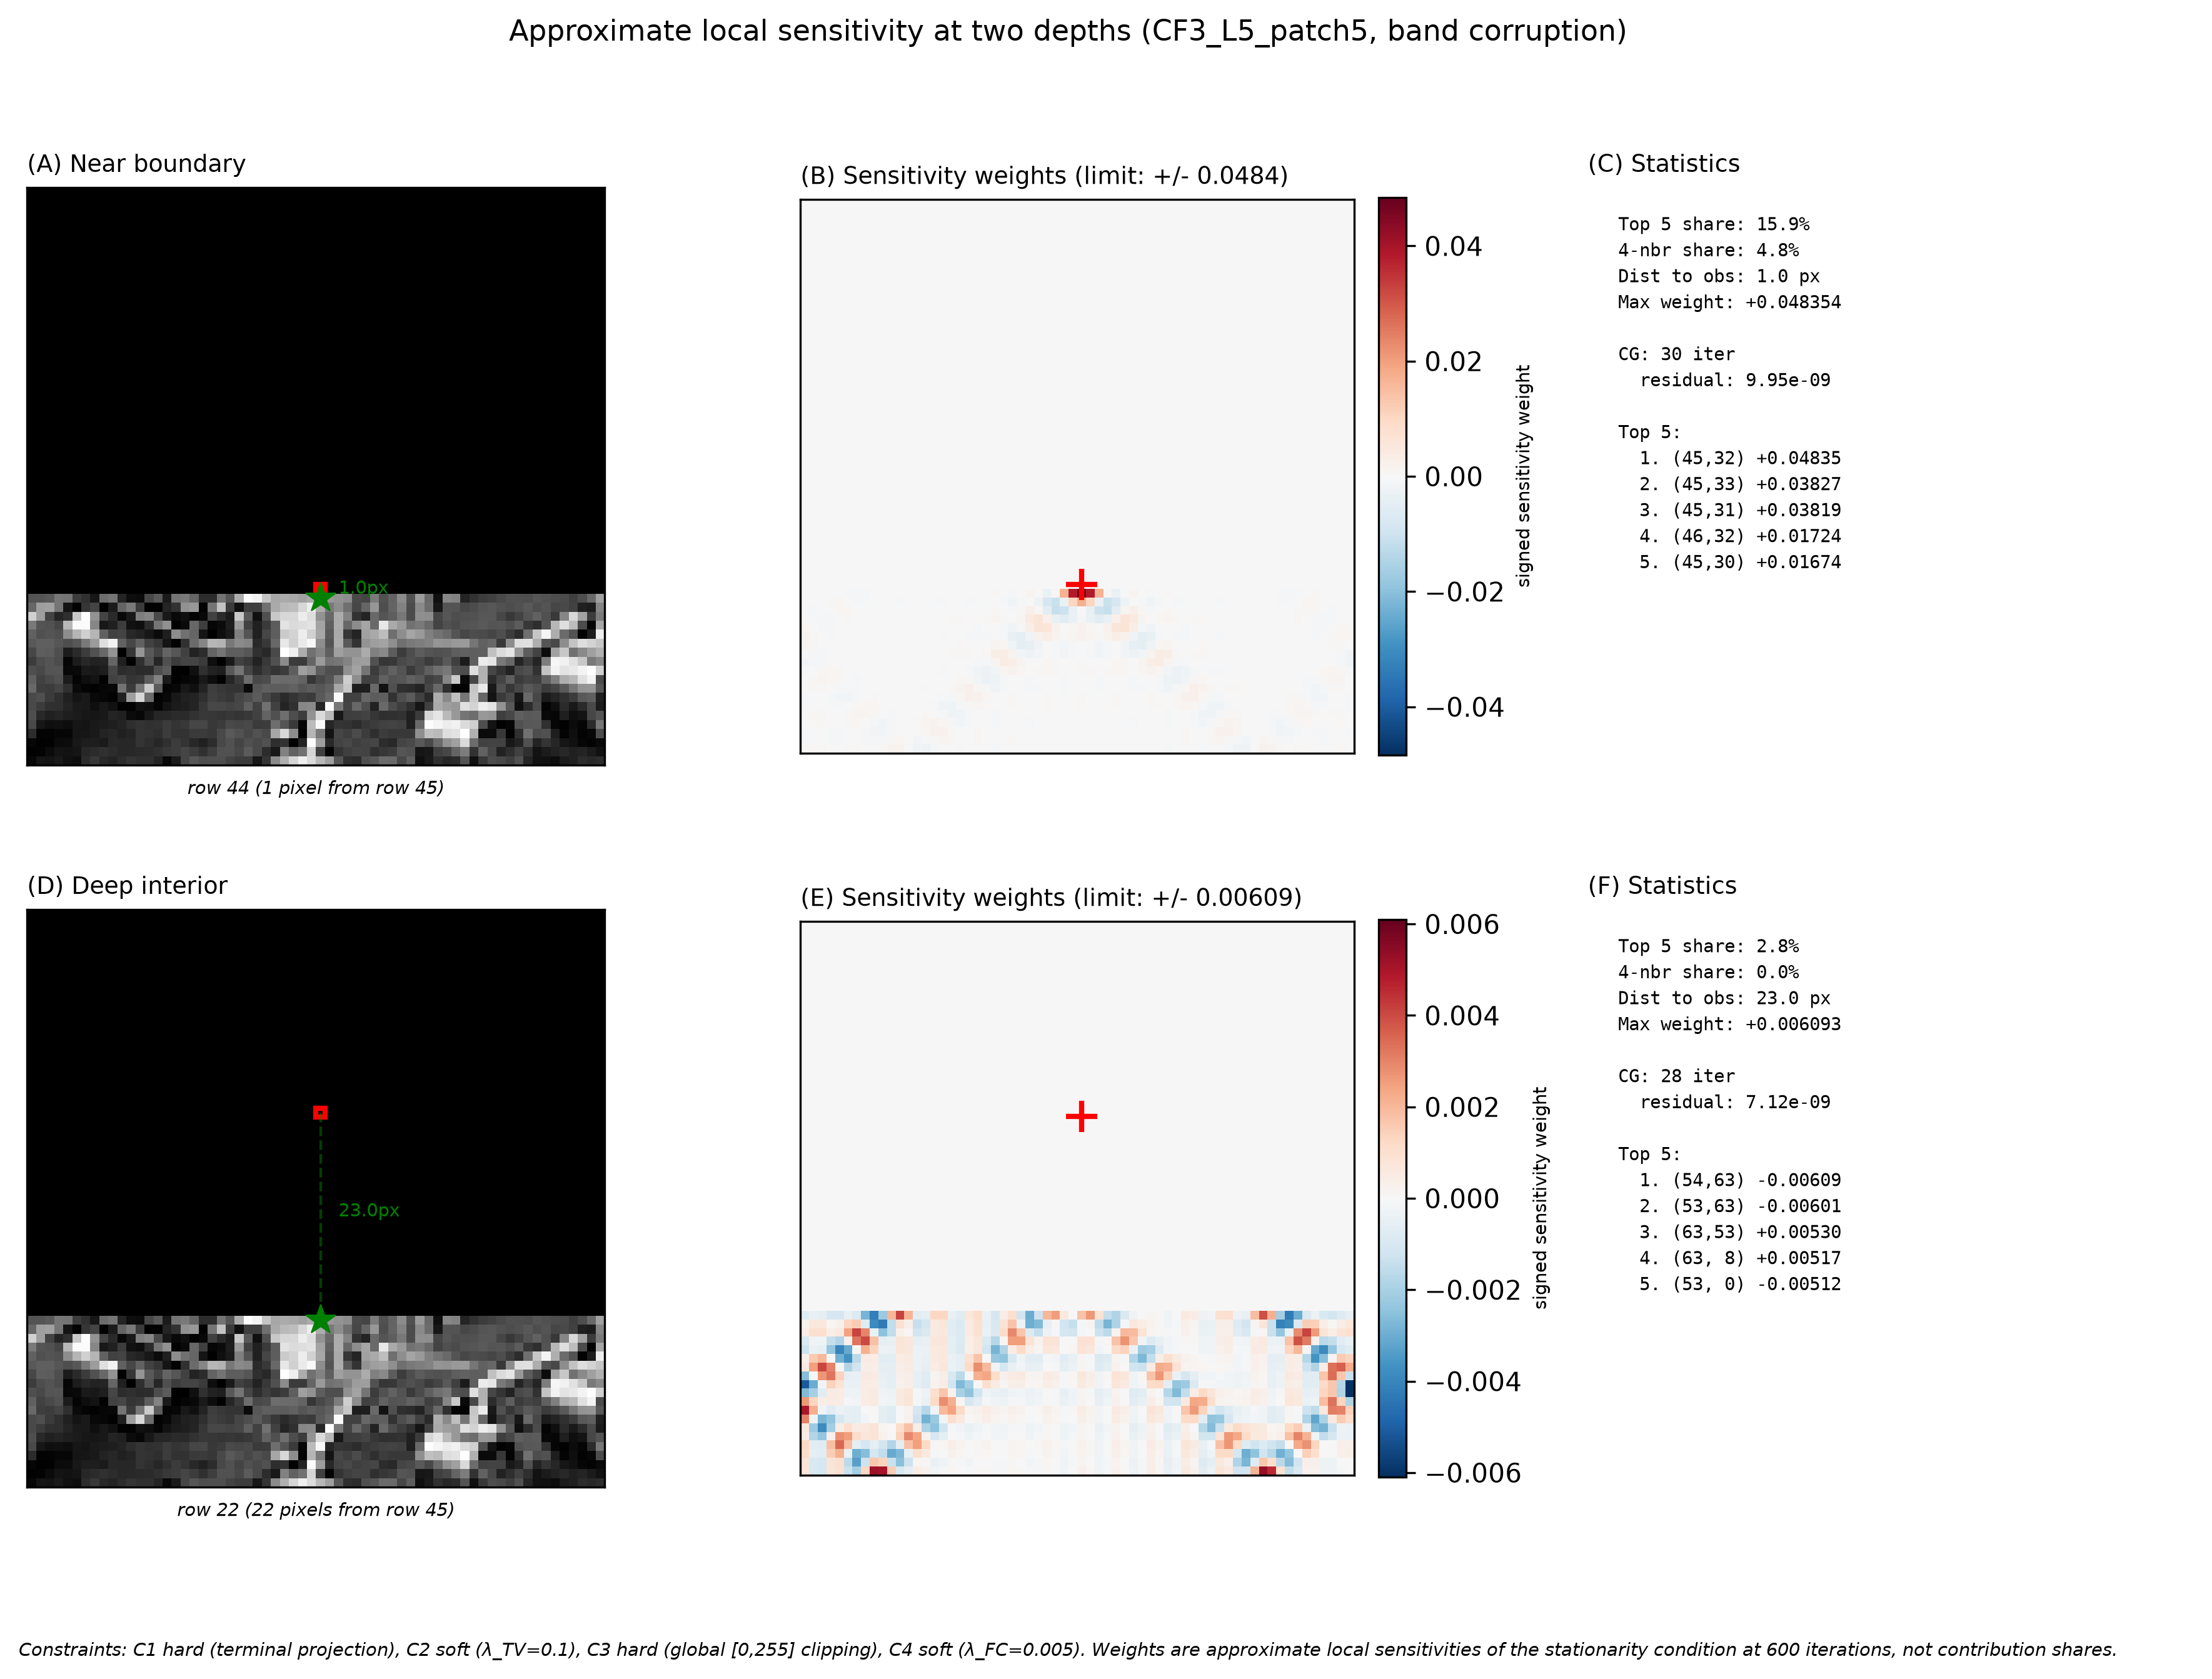 Approximate local sensitivity at two depths (CF3_L5_patch5, band corruption)
(A) Near boundary
1.0px
row 44 (1 pixel from row 45)
(B) Sensitivity weights (limit: +/- 0.0484)
0.04
0.02
0.00
−0.02
−0.04
signed sensitivity weight
(C) Statistics
Top 5 share: 15.9%
4-nbr share: 4.8%
Dist to obs: 1.0 px
Max weight: +0.048354
CG: 30 iter
residual: 9.95e-09
Top 5:
1. (45,32) +0.04835
2. (45,33) +0.03827
3. (45,31) +0.03819
4. (46,32) +0.01724
5. (45,30) +0.01674
(D) Deep interior
23.0px
row 22 (22 pixels from row 45)
(E) Sensitivity weights (limit: +/- 0.00609)
0.006
0.004
0.002
0.000
−0.002
−0.004
−0.006
signed sensitivity weight
(F) Statistics
Top 5 share: 2.8%
4-nbr share: 0.0%
Dist to obs: 23.0 px
Max weight: +0.006093
CG: 28 iter
residual: 7.12e-09
Top 5:
1. (54,63) -0.00609
2. (53,63) -0.00601
3. (63,53) +0.00530
4. (63, 8) +0.00517
5. (53, 0) -0.00512
Constraints: C1 hard (terminal projection), C2 soft (λ_TV=0.1), C3 hard (global [0,255] clipping), C4 soft (λ_FC=0.005). Weights are approximate local sensitivities of the stationarity condition at 600 iterations, not contribution shares.